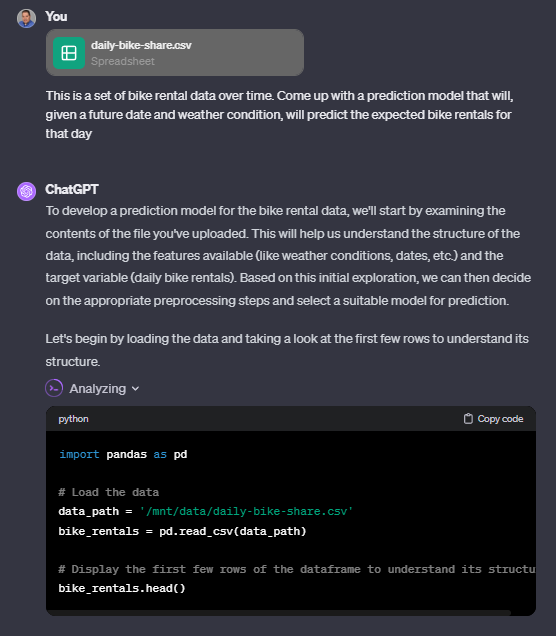 You
daily-bike-share.csv
Spreadsheet
This is a set of bike rental data over time. Come up with a prediction model that will,
given a future date and weather condition, will predict the expected bike rentals for
that day
ChatGPT
To develop a prediction model for the bike rental data, we'll start by examining the
contents of the file you've uploaded. This will help us understand the structure of the
data, including the features available (like weather conditions, dates, etc.) and the
target variable (daily bike rentals). Based on this initial exploration, we can then decide
on the appropriate preprocessing steps and select a suitable model for prediction.
Let's begin by loading the data and taking a look at the first few rows to understand its
structure.
Analyzing
python Copy code
import pandas as pd
# Load the data
data_path = '/mnt/data/daily-bike-share.csv'
bike_rentals = pd.read_csv(data_path)
# Display the first few rows of the dataframe to understand its structu
bike_rentals.head()